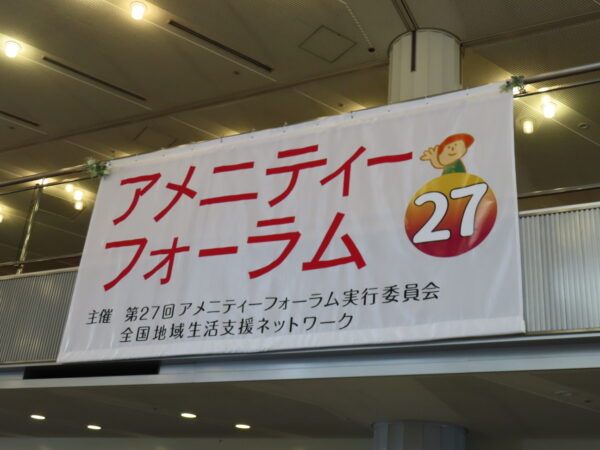 アメニティー
フォーラム
27
主催 第27回アメニティーフォーラム実行委員会
全国地域生活支援ネットワーク